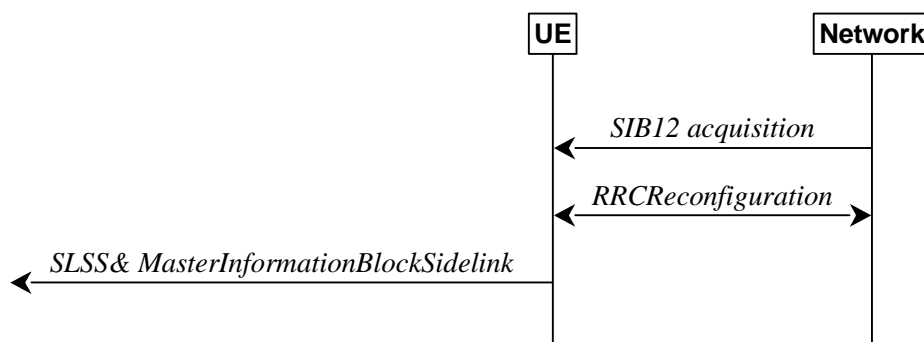 UE
Network
SIB12 acquisition
RRCReconfiguration
SLSS& MasterInformationBlockSidelink